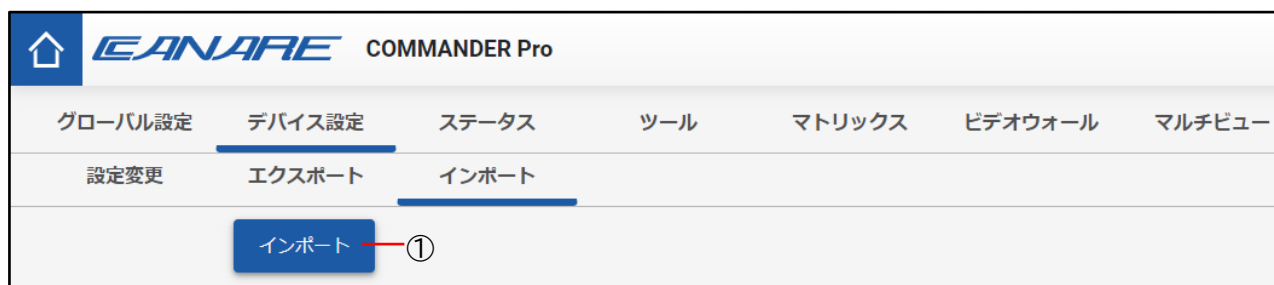 CANARE COMMANDER Pro
グローバル設定 デバイス設定 ステータス ツール マトリックス ビデオウォール マルチビュー
設定変更 エクスポート インポート
インポート ①